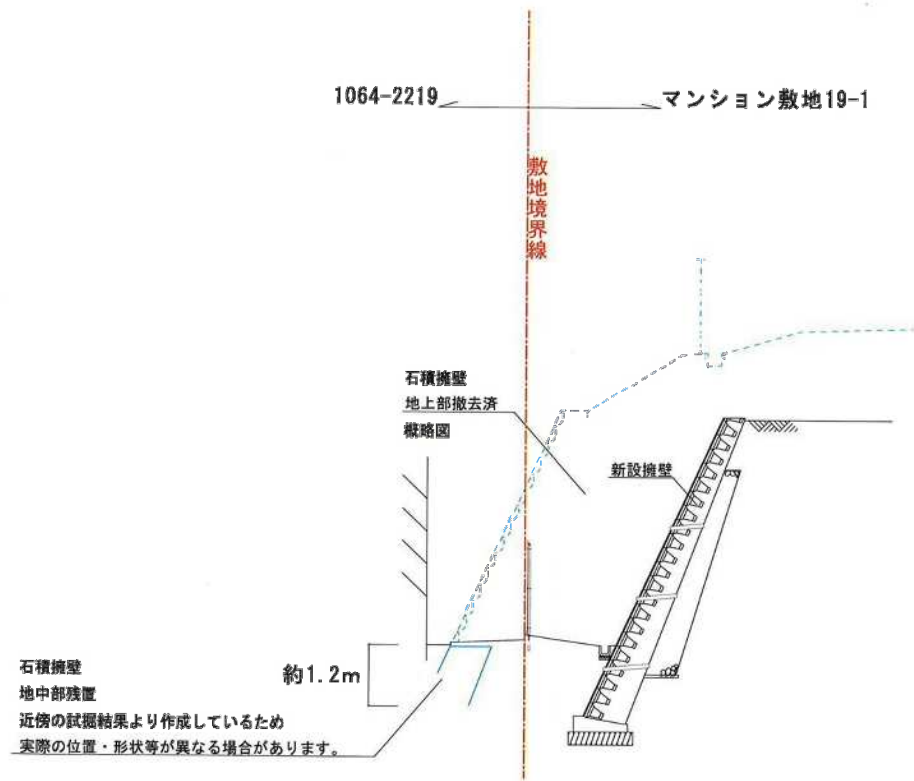 1064-2219
マンション敷地19-1
敷地境界線
石積擁壁
地上部撤去済
概略図
新設擁壁
約1.2m
石積擁壁
地中部残置
近傍の試掘結果より作成しているため
実際の位置・形状等が異なる場合があります。